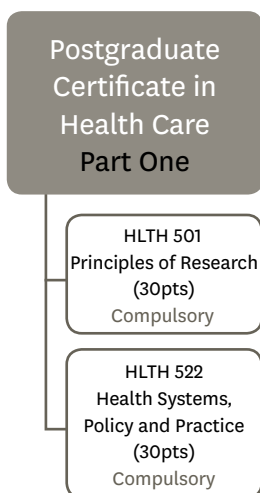 Postgraduate
Certificate in
Health Care
Part One
HLTH 501
Principles of Research
(30pts)
Compulsory
HLTH 522
Health Systems,
Policy and Practice
(30pts)
Compulsory